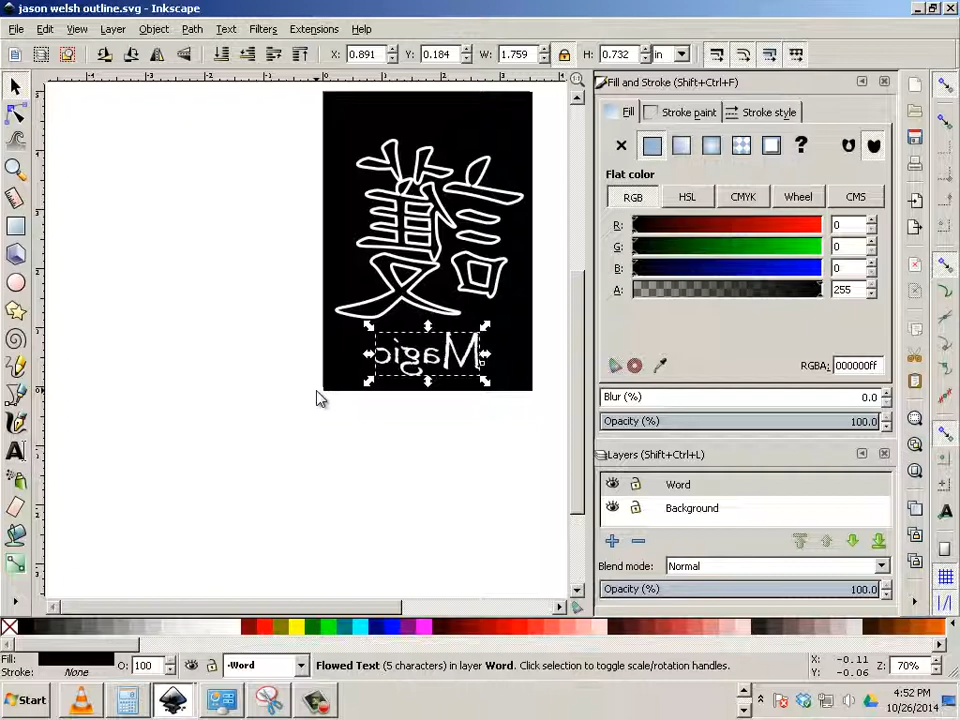 jason welsh outline.svg - Inkscape
File Edit View Layer Object Path Text Filters Extensions Help
X: 0.891 Y: 0.184 W: 1.759 H: 0.732 in
Fill and Stroke (Shift+Ctrl+F)
Fill Stroke paint Stroke style
?
Flat color
RGB HSL CMYK Wheel CMS
R: 0
G: 0
B: 0
A: 255
RGBA: 000000ff
Blur (%) 0.0
Opacity (%) 100.0
護
Magic
Layers (Shift+Ctrl+L)
Word
Background
Blend mode: Normal
Opacity (%) 100.0
Fill: O: 100 Word Flowed Text (5 characters) in layer Word. Click selection to toggle scale/rotation handles. X: -0.11 Z: 70%
Stroke: None Y: -0.06
Start 4:52 PM
10/26/2014